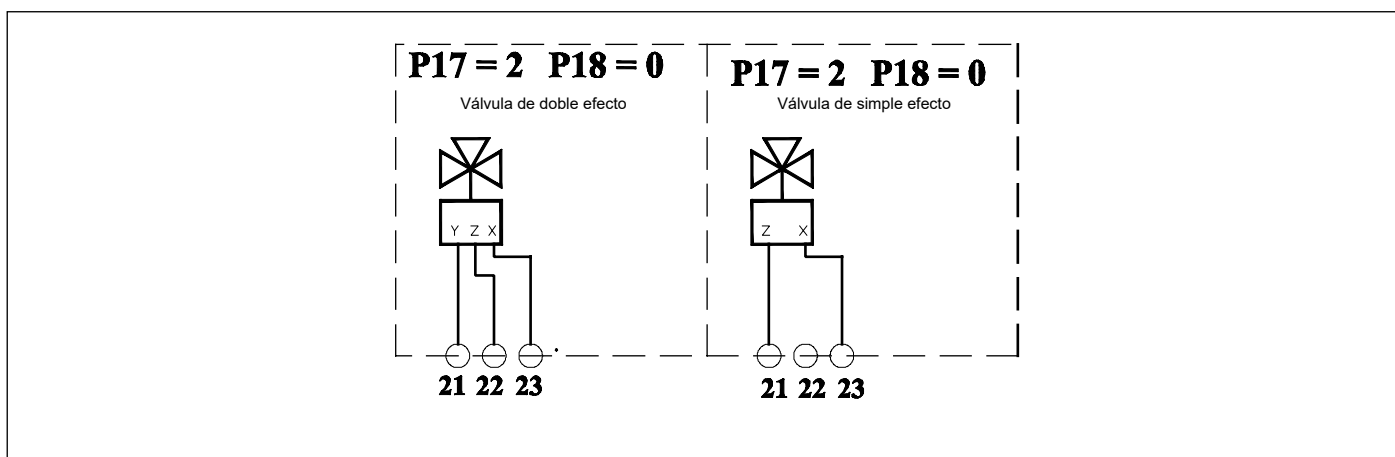 P17 = 2 P18 = 0
Válvula de doble efecto
Y Z X
21 22 23
P17 = 2 P18 = 0
Válvula de simple efecto
Z X
21 22 23